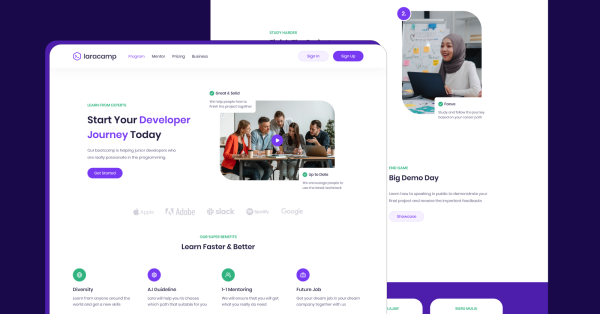 laracamp
Program Mentor Pricing Business
Sign In Sign Up
LEARN FROM EXPERTS
Start Your Developer
Journey Today
Our bootcamp is helping junior developers who
are really passionate in the programming.
Get Started
Great & Solid
We help people how to
finish the project together
Up to Date
We encourage people to
Apple Adobe slack Spotify Google
OUR SUPER BENEFITS
Learn Faster & Better
Diversity
Learn from anyone around the
world and get a new skills
A.I Guideline
Lara will help you to choose
which path that suitable for you
1-1 Mentoring
We will ensure that you will get
what you really do need
Future Job
Get your dream job in your dream
company together with us
STUDY HARDER
2.
Focus
Study and follow the journey
based on your career path
END GAME
Big Demo Day
Learn how to speaking in public to demonstrate your
final project and receive the important feedbacks
Showcase